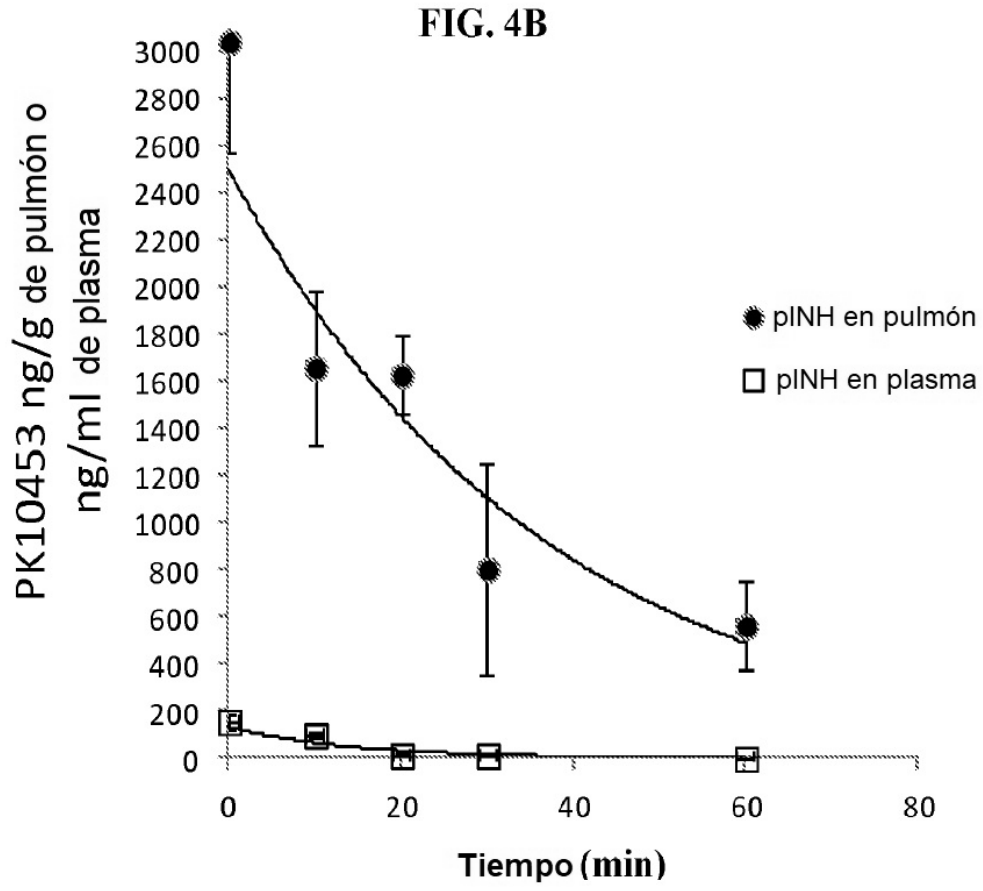 FIG. 4B
PK10453 ng/g de pulmón o
ng/ml de plasma
3000
2800
2600
2400
2200
2000
1800
1600
1400
1200
1000
800
600
400
200
0
0 20 40 60 80
Tiempo (min)
pINH en pulmón
pINH en plasma